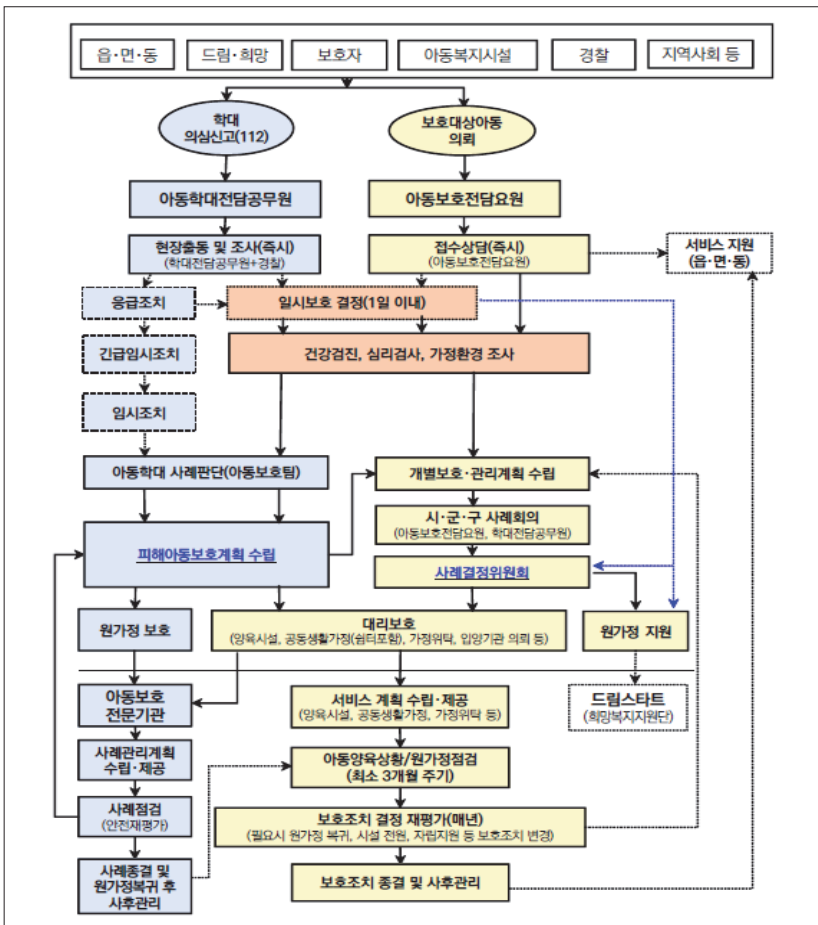 읍·면·동
드림·희망
보호자
아동복지시설
경찰
지역사회 등
학대
의심신고(112)
보호대상아동
의뢰
아동학대전담공무원
아동보호전담요원
현장출동 및 조사(즉시)
(학대전담공무원+경찰)
접수상담(즉시)
(아동보호전담요원)
서비스 지원
(읍·면·동)
응급조치
일시보호 결정(1일 이내)
긴급임시조치
건강검진, 심리검사, 가정환경 조사
임시조치
아동학대 사례판단(아동보호팀)
개별보호·관리계획 수립
시·군·구 사례회의
(아동보호전담요원, 학대전담공무원)
피해아동보호계획 수립
사례결정위원회
원가정 보호
대리보호
(양육시설, 공동생활가정(쉼터포함), 가정위탁, 입양기관 의뢰 등)
원가정 지원
아동보호
전문기관
서비스 계획 수립·제공
(양육시설, 공동생활가정, 가정위탁 등)
드림스타트
(희망복지지원단)
사례관리계획
수립·제공
아동양육상황/원가정점검
(최소 3개월 주기)
사례점검
(안전재평가)
보호조치 결정 재평가(매년)
(필요시 원가정 복귀, 시설 전원, 자립지원 등 보호조치 변경)
사례종결 및
원가정복귀 후
사후관리
보호조치 종결 및 사후관리